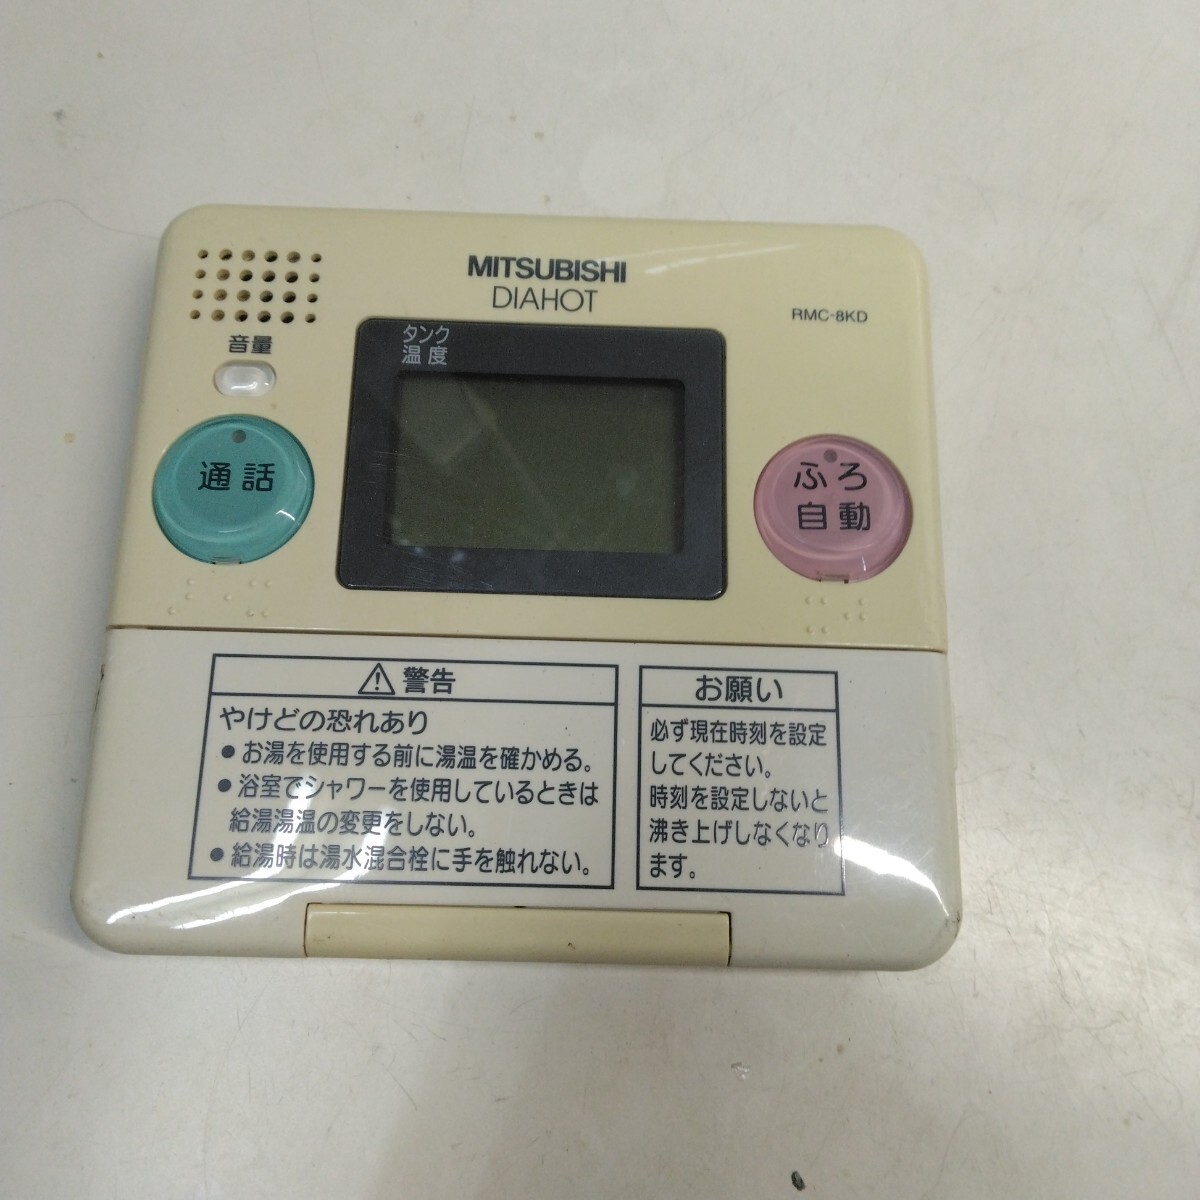 MITSUBISHI
DIAHOT
RMC-8KD
音量
タンク
温度
通話
ふろ
自動
⚠警告
やけどの恐れあり
●お湯を使用する前に湯温を確かめる。
●浴室でシャワーを使用しているときは
給湯湯温の変更をしない。
●給湯時は湯水混合栓に手を触れない。
お願い
必ず現在時刻を設定
してください。
時刻を設定しないと
沸き上げしなくなり
ます。